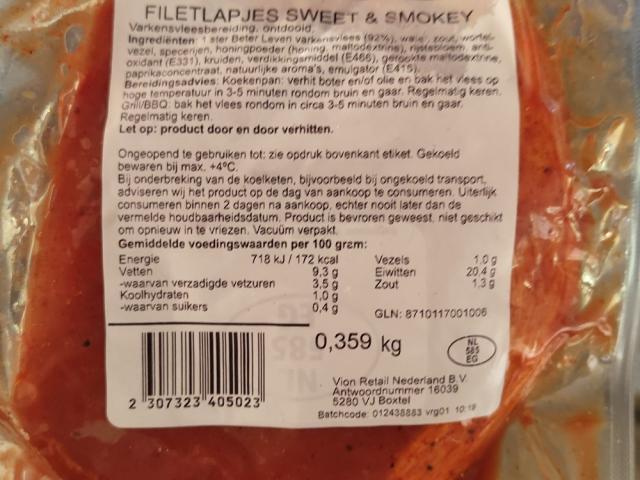 FILETLAPJES SWEET & SMOKEY
Varkensvleesbereiding, ontdooid.
Ingrediënten: 1 ster Beter Leven varkensvlees (92%), water, zout, wortel-
vezel, specerijen, honingpoeder (honing, maltodextrine), rijstebloem, anti-
oxidant (E331), kruiden, verdikkingsmiddel (E466), gerookte maltodextrine,
paprikaconcentraat, natuurlijke aroma's, emulgator (E415).
Bereidingsadvies: Koekenpan: verhit boter en/of olie en bak het vlees op
hoge temperatuur in 3-5 minuten rondom bruin en gaar. Regelmatig keren.
Grill/BBQ: bak het vlees rondom in circa 3-5 minuten bruin en gaar.
Regelmatig keren.
Let op: product door en door verhitten.
Ongeopend te gebruiken tot: zie opdruk bovenkant etiket. Gekoeld
bewaren bij max. +4°C.
Bij onderbreking van de koelketen, bijvoorbeeld bij ongekoeld transport,
adviseren wij het product op de dag van aankoop te consumeren. Uiterlijk
consumeren binnen 2 dagen na aankoop, echter nooit later dan de
vermelde houdbaarheidsdatum. Product is bevroren geweest, niet geschikt
om opnieuw in te vriezen. Vacuüm verpakt.
Gemiddelde voedingswaarden per 100 gram:
Energie 718 kJ / 172 kcal Vezels 1,0 g
Vetten 9,3 g Eiwitten 20,4 g
-waarvan verzadigde vetzuren 3,5 g Zout 1,3 g
Koolhydraten 1,0 g
-waarvan suikers 0,4 g GLN: 8710117001006
0,359 kg
NL
585
EG
2 307323 405023
Vion Retail Nederland B.V.
Antwoordnummer 16039
5280 VJ Boxtel
Batchcode: 012438883 vrg01 10:19